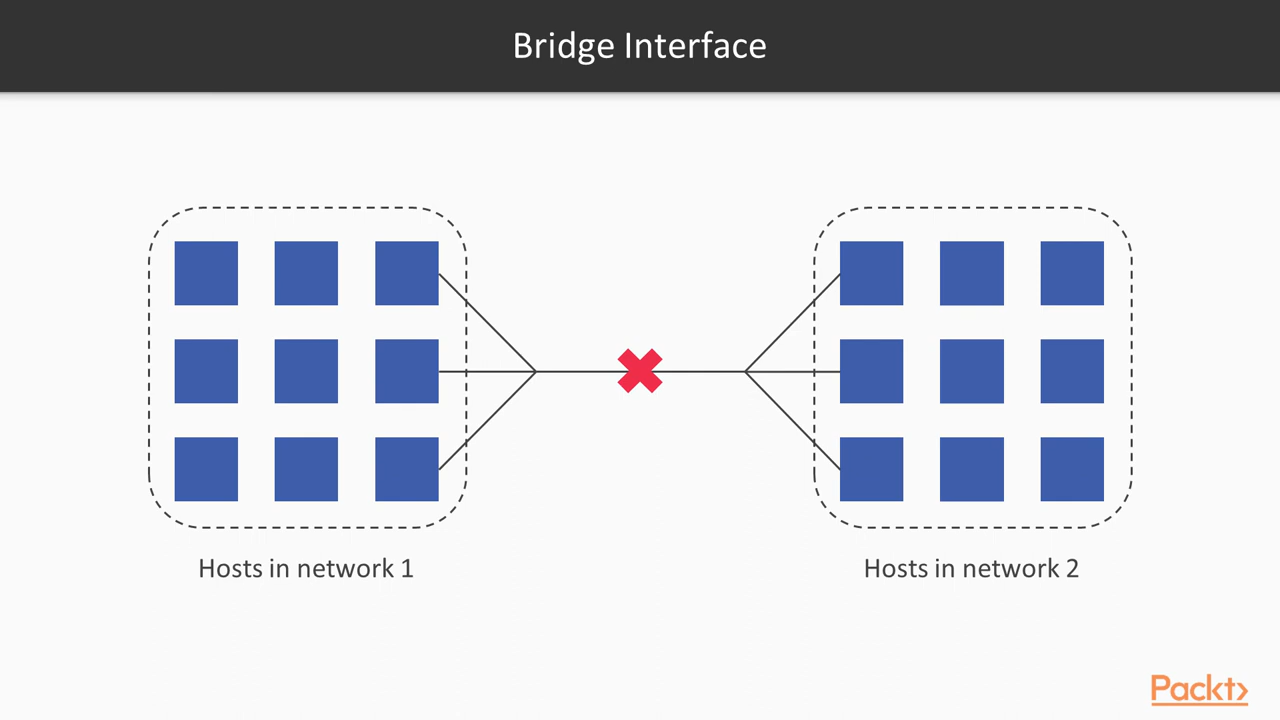 Bridge Interface
Hosts in network 1
Hosts in network 2
Packt>